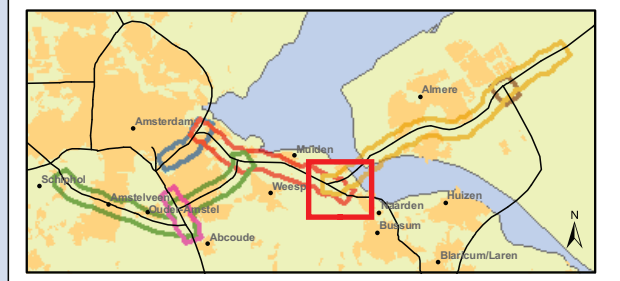 Almere
Amsterdam
Muiden
Schiphol
Weesp
Amstelveen
Huizen
Ouder-Amstel
Naarden
N
Bussum
Abcoude
Blaricum/Laren